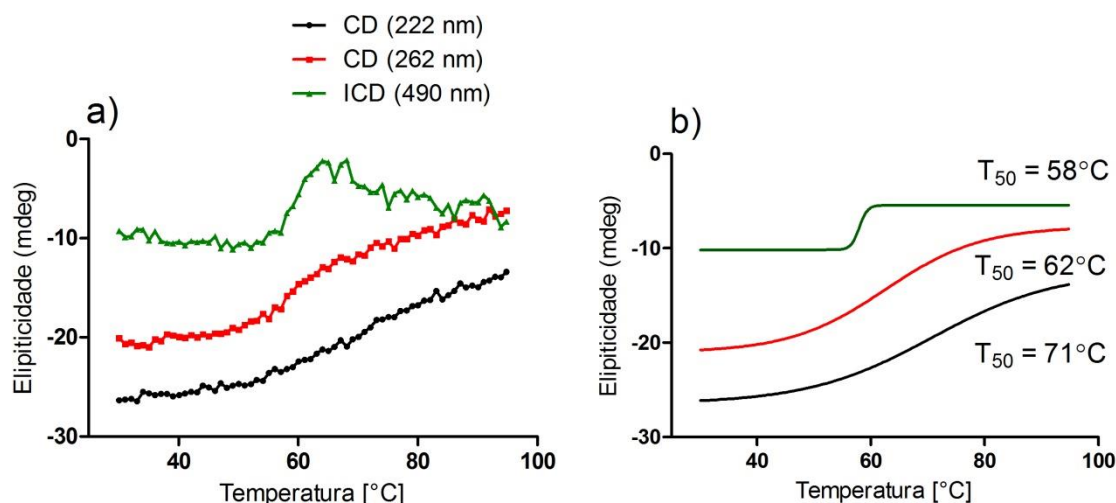 CD (222 nm)
CD (262 nm)
ICD (490 nm)
a)
0
-10
-20
-30
Elipiticidade (mdeg)
40
60
80
100
Temperatura [°C]
b)
0
-10
-20
-30
Elipiticidade (mdeg)
T50 = 58°C
T50 = 62°C
T50 = 71°C
40
60
80
100
Temperatura [°C]